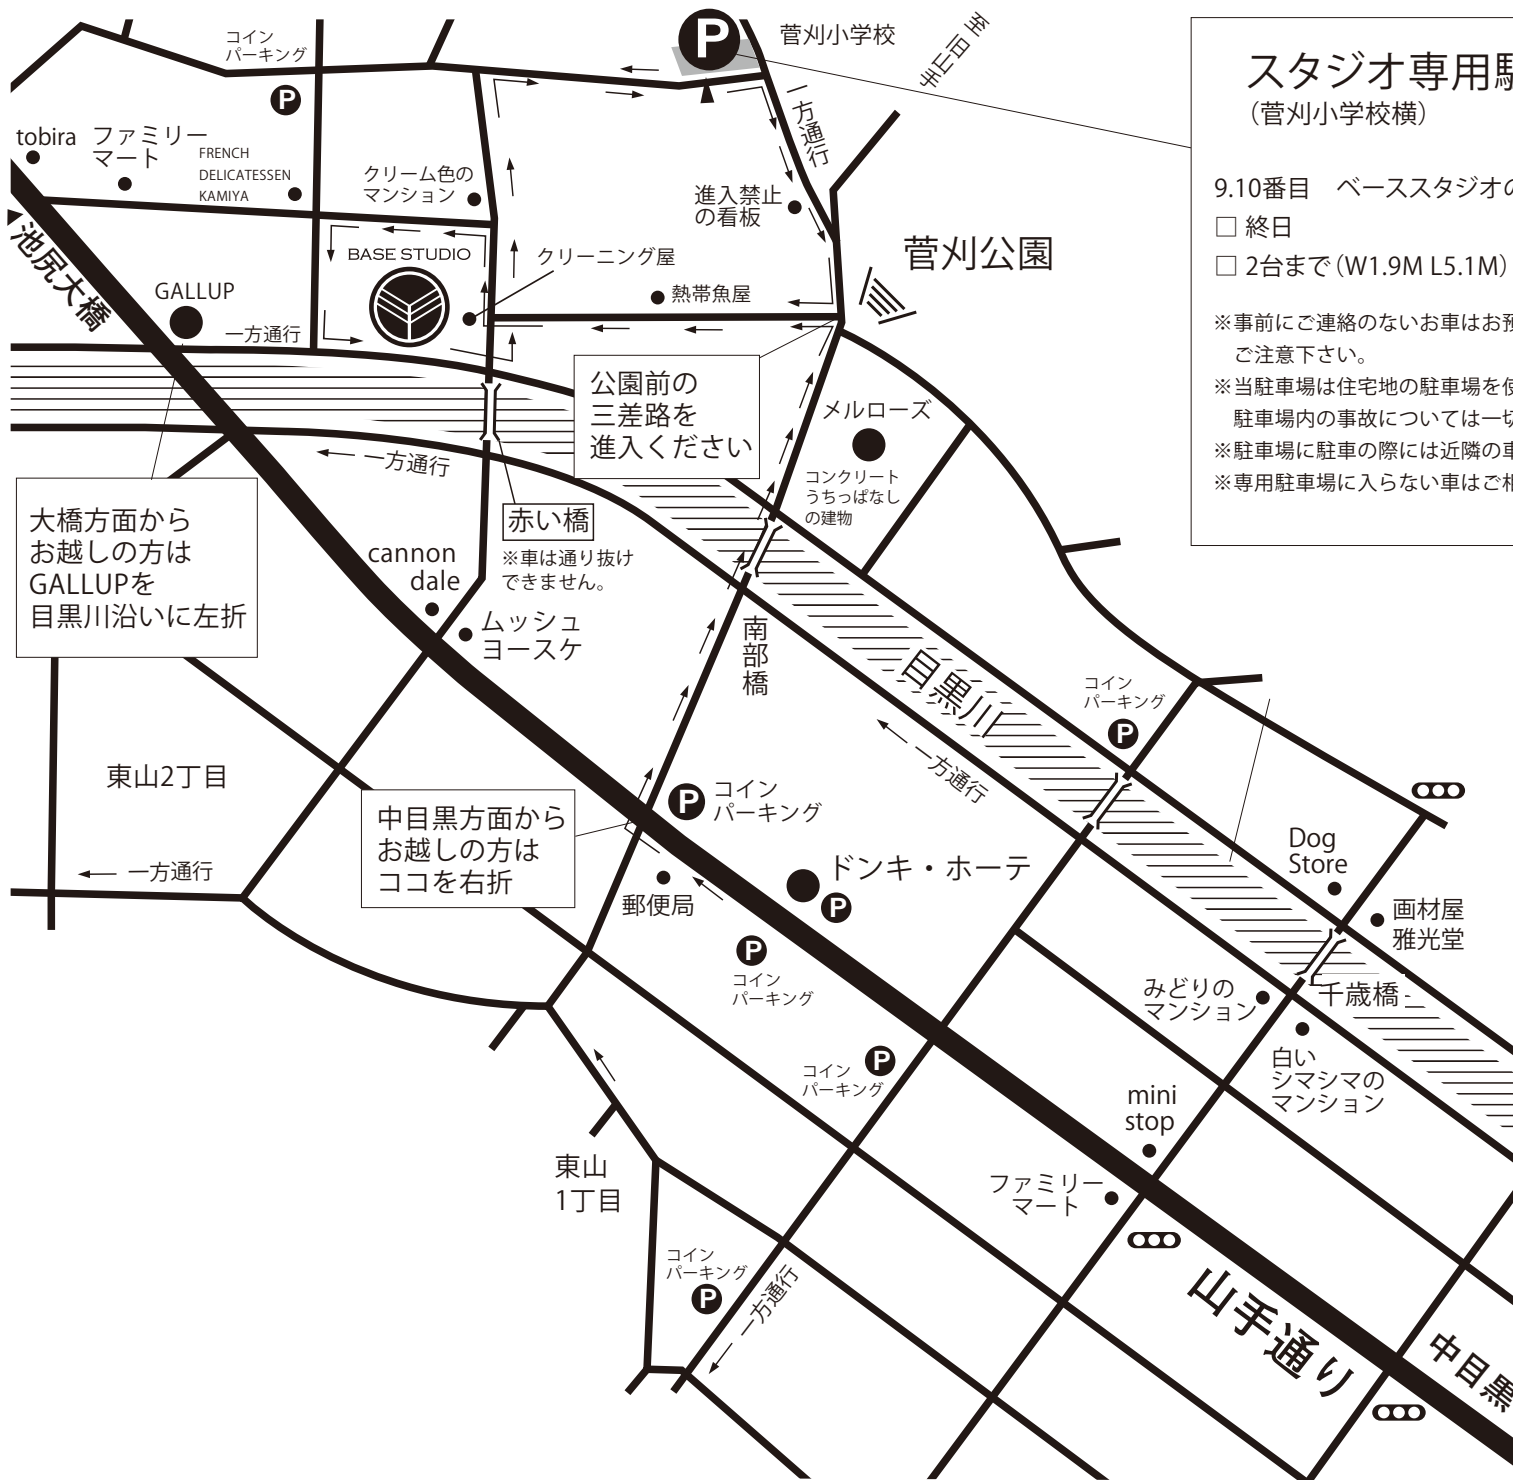 コイン
パーキング
P
P
菅刈小学校
至代官山
tobira
ファミリー
マート
FRENCH
DELICATESSEN
KAMIYA
クリーム色の
マンション
一方通行
進入禁止
の看板
菅刈公園
池尻大橋
GALLUP
一方通行
BASE STUDIO
クリーニング屋
熱帯魚屋
スタジオ専用
(菅刈小学校横)
9.10番目 ベーススタジオの
□ 終日
□ 2台まで(W1.9M L5.1M)
※事前にご連絡のないお車はお預
ご注意下さい。
※当駐車場は住宅地の駐車場を使
駐車場内の事故については一切
※駐車場に駐車の際には近隣の車
※専用駐車場に入らない車はご相
公園前の
三差路を
進入ください
メルローズ
コンクリート
うちっぱなし
の建物
一方通行
大橋方面から
お越しの方は
GALLUPを
目黒川沿いに左折
赤い橋
※車は通り抜け
できません。
cannon
dale
ムッシュ
ヨースケ
南部橋
目黒川
コイン
パーキング
P
一方通行
東山2丁目
一方通行
中目黒方面から
お越しの方は
ココを右折
P
コイン
パーキング
ドンキ・ホーテ
P
郵便局
P
コイン
パーキング
Dog
Store
画材屋
雅光堂
みどりの
マンション
千歳橋
白い
シマシマの
マンション
コイン
パーキング
P
mini
stop
ファミリー
マート
東山
1丁目
コイン
パーキング
P
一方通行
山手通り
中目黒